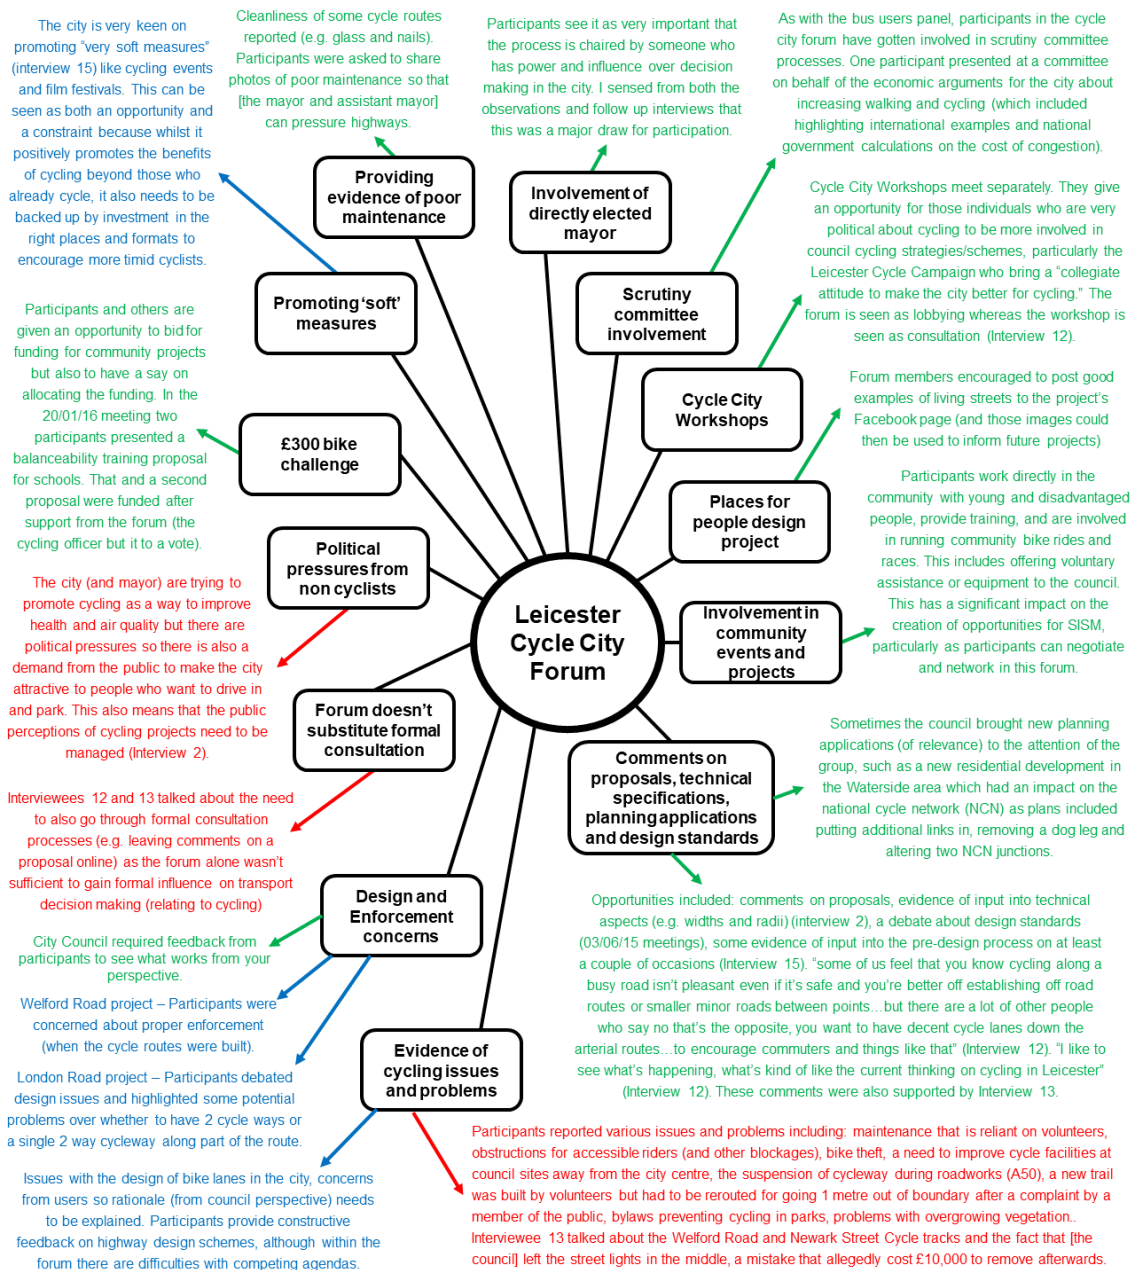 The city is very keen on
promoting “very soft measures”
(interview 15) like cycling events
and film festivals. This can be
seen as both an opportunity and
a constraint because whilst it
positively promotes the benefits
of cycling beyond those who
already cycle, it also needs to be
backed up by investment in the
right places and formats to
encourage more timid cyclists.
Cleanliness of some cycle routes
reported (e.g. glass and nails).
Participants were asked to share
photos of poor maintenance so that
[the mayor and assistant mayor]
can pressure highways.
Participants see it as very important that
the process is chaired by someone who
has power and influence over decision
making in the city. I sensed from both the
observations and follow up interviews that
this was a major draw for participation.
As with the bus users panel, participants in the cycle
city forum have gotten involved in scrutiny committee
processes. One participant presented at a committee
on behalf of the economic arguments for the city about
increasing walking and cycling (which included
highlighting international examples and national
government calculations on the cost of congestion).
Providing
evidence of poor
maintenance
Involvement of
directly elected
mayor
Cycle City Workshops meet separately. They give
an opportunity for those individuals who are very
political about cycling to be more involved in
council cycling strategies/schemes, particularly the
Leicester Cycle Campaign who bring a “collegiate
attitude to make the city better for cycling.” The
forum is seen as lobbying whereas the workshop is
seen as consultation (Interview 12).
Promoting ‘soft’
measures
Scrutiny
committee
involvement
Participants and others are
given an opportunity to bid for
funding for community projects
but also to have a say on
allocating the funding. In the
20/01/16 meeting two
participants presented a
balanceability training proposal
for schools. That and a second
proposal were funded after
support from the forum (the
cycling officer but it to a vote).
Cycle City
Workshops
Forum members encouraged to post good
examples of living streets to the project’s
Facebook page (and those images could
then be used to inform future projects)
£300 bike
challenge
Places for
people design
project
Participants work directly in the
community with young and disadvantaged
people, provide training, and are involved
in running community bike rides and
races. This includes offering voluntary
assistance or equipment to the council.
This has a significant impact on the
creation of opportunities for SISM,
particularly as participants can negotiate
and network in this forum.
Political
pressures from
non cyclists
The city (and mayor) are trying to
promote cycling as a way to improve
health and air quality but there are
political pressures so there is also a
demand from the public to make the city
attractive to people who want to drive in
and park. This also means that the public
perceptions of cycling projects need to be
managed (Interview 2).
Leicester
Cycle City
Forum
Involvement in
community
events and
projects
Forum doesn’t
substitute formal
consultation
Sometimes the council brought new planning
applications (of relevance) to the attention of the
group, such as a new residential development in
the Waterside area which had an impact on the
national cycle network (NCN) as plans included
putting additional links in, removing a dog leg and
altering two NCN junctions.
Comments on
proposals, technical
specifications,
planning applications
and design standards
Interviewees 12 and 13 talked about the need
to also go through formal consultation
processes (e.g. leaving comments on a
proposal online) as the forum alone wasn’t
sufficient to gain formal influence on transport
decision making (relating to cycling)
Design and
Enforcement
concerns
Opportunities included: comments on proposals, evidence of input into technical
aspects (e.g. widths and radii) (interview 2), a debate about design standards
(03/06/15 meetings), some evidence of input into the pre-design process on at least
a couple of occasions (Interview 15). “some of us feel that you know cycling along a
busy road isn’t pleasant even if it’s safe and you’re better off establishing off road
routes or smaller minor roads between points…but there are a lot of other people
who say no that’s the opposite, you want to have decent cycle lanes down the
arterial routes…to encourage commuters and things like that” (Interview 12). “I like to
see what’s happening, what’s kind of like the current thinking on cycling in Leicester”
(Interview 12). These comments were also supported by Interview 13.
City Council required feedback from
participants to see what works from your
perspective.
Welford Road project – Participants were
concerned about proper enforcement
(when the cycle routes were built).
London Road project – Participants debated
design issues and highlighted some potential
problems over whether to have 2 cycle ways or
a single 2 way cycleway along part of the route.
Evidence of
cycling issues
and problems
Issues with the design of bike lanes in the city, concerns
from users so rationale (from council perspective) needs
to be explained. Participants provide constructive
feedback on highway design schemes, although within the
forum there are difficulties with competing agendas.
Participants reported various issues and problems including: maintenance that is reliant on volunteers,
obstructions for accessible riders (and other blockages), bike theft, a need to improve cycle facilities at
council sites away from the city centre, the suspension of cycleway during roadworks (A50), a new trail
was built by volunteers but had to be rerouted for going 1 metre out of boundary after a complaint by a
member of the public, bylaws preventing cycling in parks, problems with overgrowing vegetation..
Interviewee 13 talked about the Welford Road and Newark Street Cycle tracks and the fact that [the
council] left the street lights in the middle, a mistake that allegedly cost £10,000 to remove afterwards.